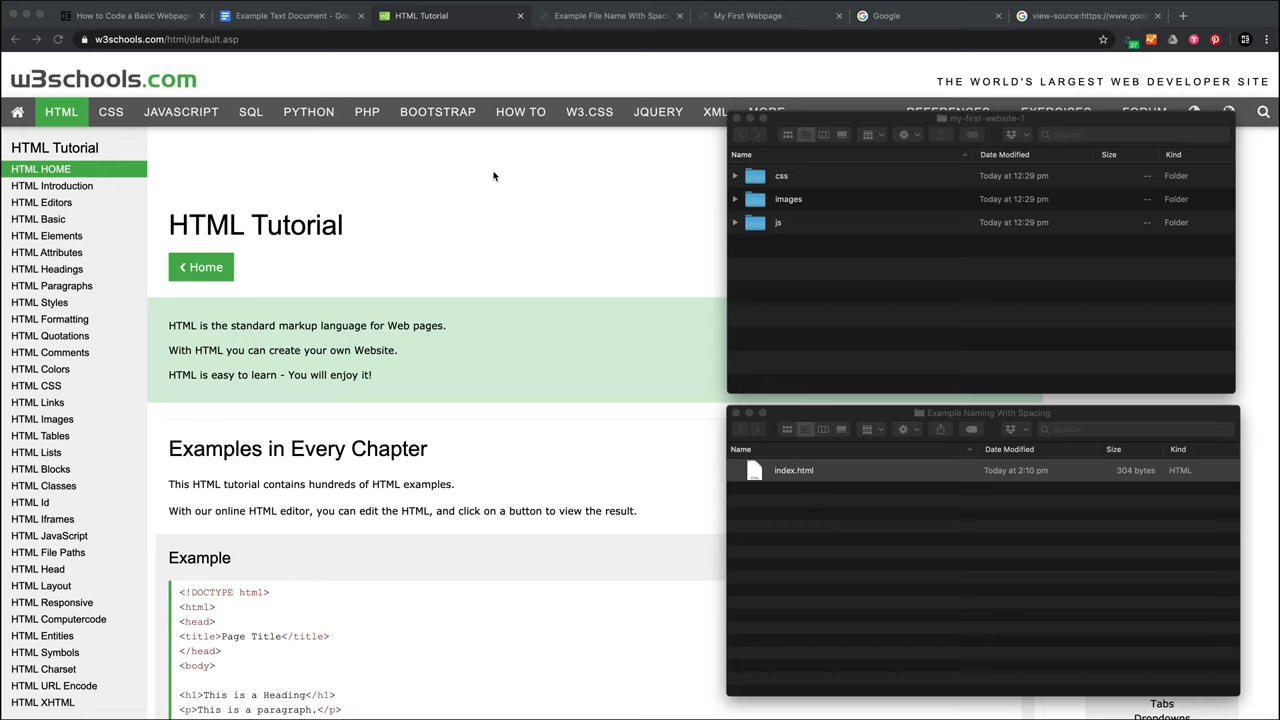 How to Code a Basic Webpage
Example Text Document - Goo
HTML Tutorial
Example File Name With Spac
My First Webpage
Google
view-source:https://www.goog
w3schools.com/html/default.asp
37
w3schools.com
THE WORLD'S LARGEST WEB DEVELOPER SITE
HTML CSS JAVASCRIPT SQL PYTHON PHP BOOTSTRAP HOW TO W3.CSS JQUERY XML MORE REFERENCES EXERCISES FORUM
HTML Tutorial
HTML HOME
HTML Introduction
HTML Editors
HTML Basic
HTML Elements
HTML Attributes
HTML Headings
HTML Paragraphs
HTML Styles
HTML Formatting
HTML Quotations
HTML Comments
HTML Colors
HTML CSS
HTML Links
HTML Images
HTML Tables
HTML Lists
HTML Blocks
HTML Classes
HTML Id
HTML Iframes
HTML JavaScript
HTML File Paths
HTML Head
HTML Layout
HTML Responsive
HTML Computercode
HTML Entities
HTML Symbols
HTML Charset
HTML URL Encode
HTML XHTML
HTML Tutorial
❮ Home
HTML is the standard markup language for Web pages.
With HTML you can create your own Website.
HTML is easy to learn - You will enjoy it!
Examples in Every Chapter
This HTML tutorial contains hundreds of HTML examples.
With our online HTML editor, you can edit the HTML, and click on a button to view the result.
Example
<!DOCTYPE html>
<html>
<head>
<title>Page Title</title>
</head>
<body>
<h1>This is a Heading</h1>
<p>This is a paragraph.</p>
my-first-website-1
Search
Name Date Modified Size Kind
css Today at 12:29 pm -- Folder
images Today at 12:29 pm -- Folder
js Today at 12:29 pm -- Folder
Example Naming With Spacing
Search
Name Date Modified Size Kind
index.html Today at 2:10 pm 304 bytes HTML
Tabs
Dropdowns